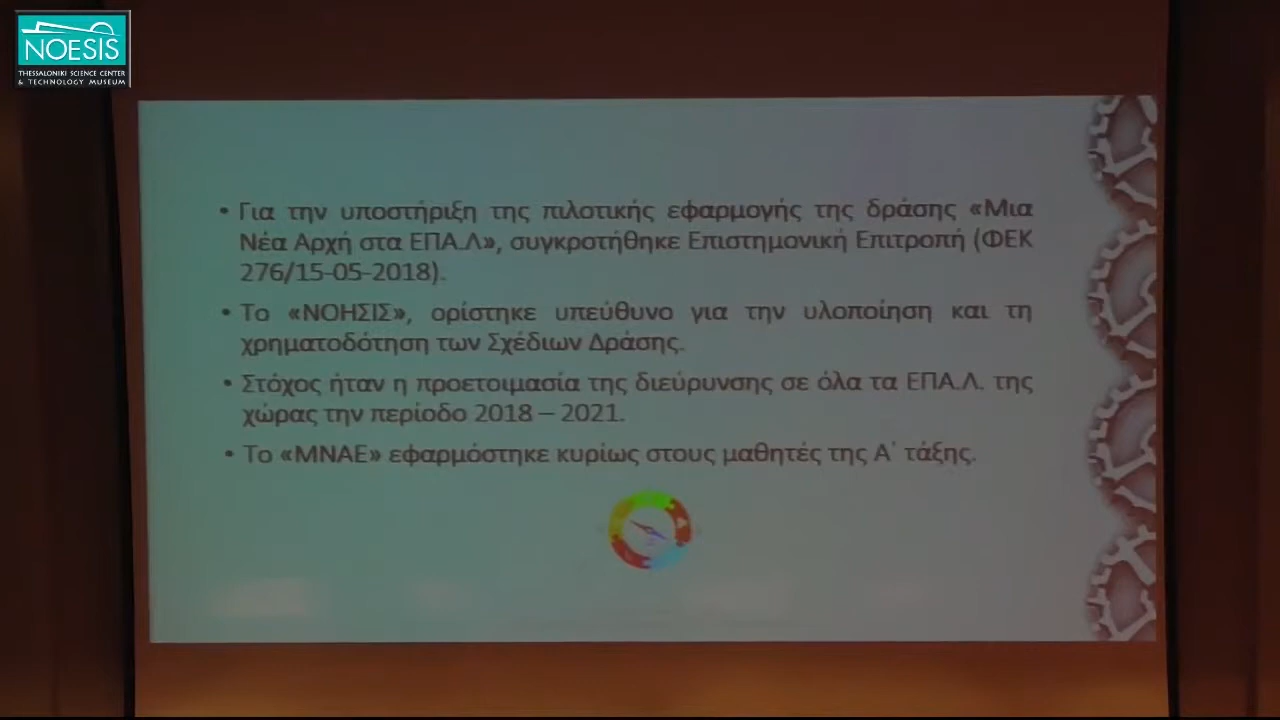 NOESIS
THESSALONIKI SCIENCE CENTER
& TECHNOLOGY MUSEUM
• Για την υποστήριξη της πιλοτικής εφαρμογής της δράσης «Μια
Νέα Αρχή στα ΕΠΑ.Λ», συγκροτήθηκε Επιστημονική Επιτροπή (ΦΕΚ
276/15-05-2018).
• Το «ΝΟΗΣΙΣ», ορίστηκε υπεύθυνο για την υλοποίηση και τη
χρηματοδότηση των Σχέδιων Δράσης.
• Στόχος ήταν η προετοιμασία της διεύρυνσης σε όλα τα ΕΠΑ.Λ. της
χώρας την περίοδο 2018 – 2021.
• Το «ΜΝΑΕ» εφαρμόστηκε κυρίως στους μαθητές της Α΄ τάξης.